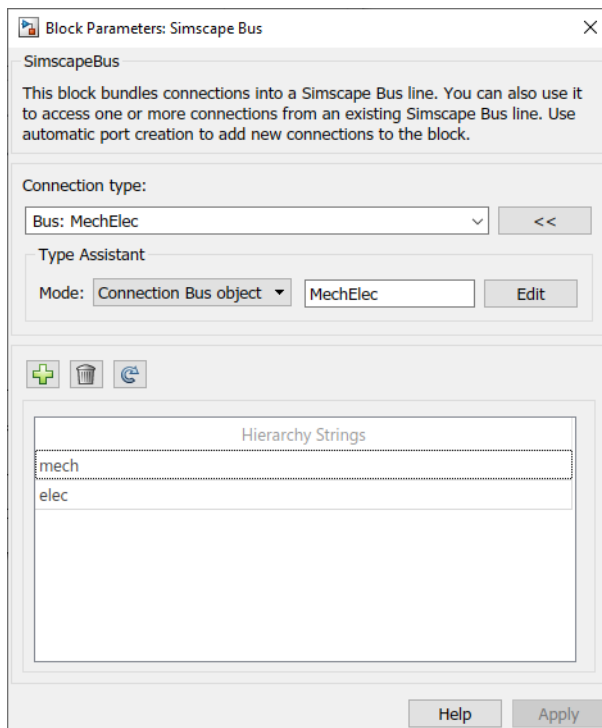 Block Parameters: Simscape Bus
SimscapeBus
This block bundles connections into a Simscape Bus line. You can also use it
to access one or more connections from an existing Simscape Bus line. Use
automatic port creation to add new connections to the block.
Connection type:
Bus: MechElec
<<
Type Assistant
Mode: Connection Bus object MechElec Edit
Hierarchy Strings
mech
elec
Help Apply